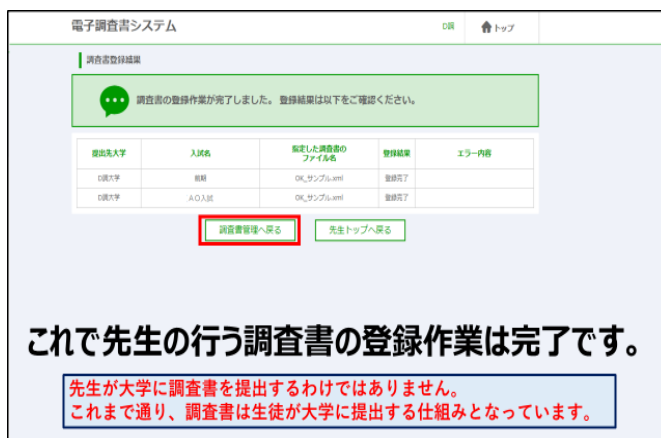 電子調査書システム
D調 トップ
調査書登録結果
調査書の登録作業が完了しました。 登録結果は以下をご確認ください。
提出先大学 入試名 指定した調査書の 登録結果 エラー内容
ファイル名
D調大学 前期 OK_サンプル.xml 登録完了
D調大学 AO入試 OK_サンプル.xml 登録完了
調査書管理へ戻る 先生トップへ戻る
これで先生の行う調査書の登録作業は完了です。
先生が大学に調査書を提出するわけではありません。
これまで通り、調査書は生徒が大学に提出する仕組みとなっています。